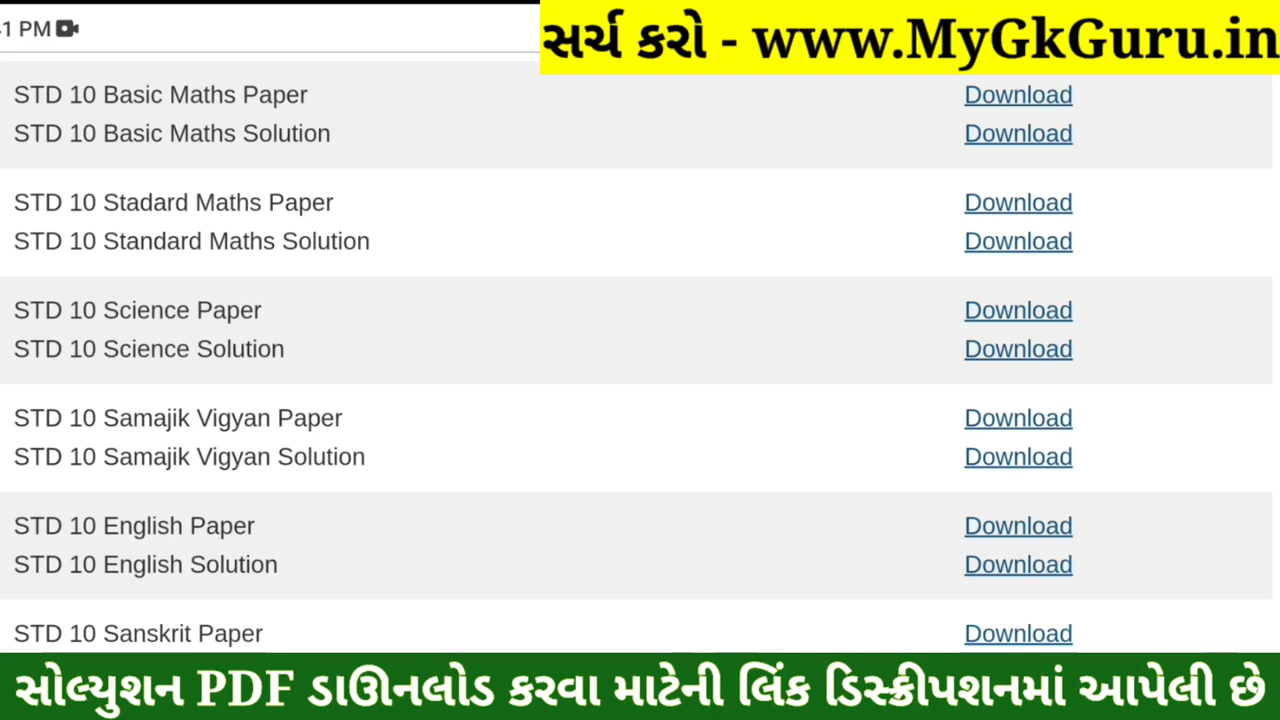 41 PM
સર્ચ કરો - www.MyGkGuru.in
STD 10 Basic Maths Paper Download
STD 10 Basic Maths Solution Download
STD 10 Stadard Maths Paper Download
STD 10 Standard Maths Solution Download
STD 10 Science Paper Download
STD 10 Science Solution Download
STD 10 Samajik Vigyan Paper Download
STD 10 Samajik Vigyan Solution Download
STD 10 English Paper Download
STD 10 English Solution Download
STD 10 Sanskrit Paper Download
સોલ્યુશન PDF ડાઊનલોડ કરવા માટેની લિંક ડિસ્ક્રીપશનમાં આપેલી છે